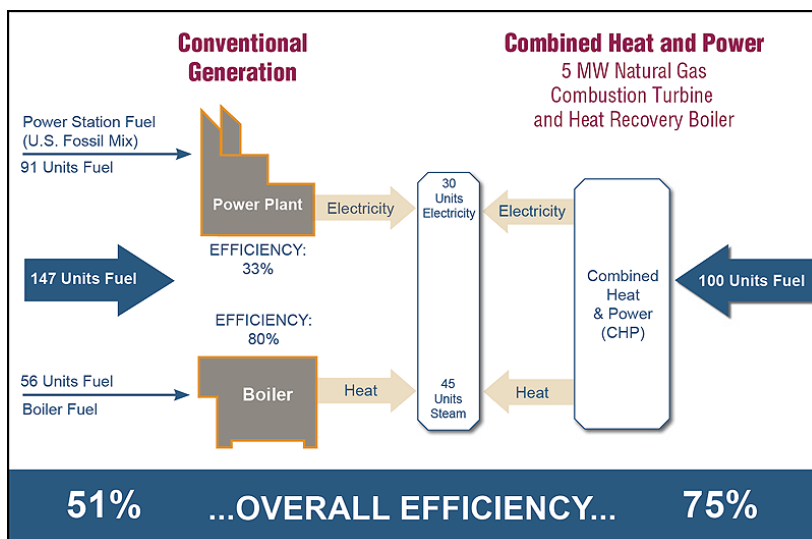 Conventional
Generation
Combined Heat and Power
5 MW Natural Gas
Combustion Turbine
and Heat Recovery Boiler
Power Station Fuel
(U.S. Fossil Mix)
91 Units Fuel
Power Plant
Electricity
30
Units
Electricity
Electricity
EFFICIENCY:
33%
147 Units Fuel
Combined
Heat
& Power
(CHP)
100 Units Fuel
EFFICIENCY:
80%
56 Units Fuel
Boiler Fuel
Boiler
Heat
45
Units
Steam
Heat
51% ...OVERALL EFFICIENCY... 75%